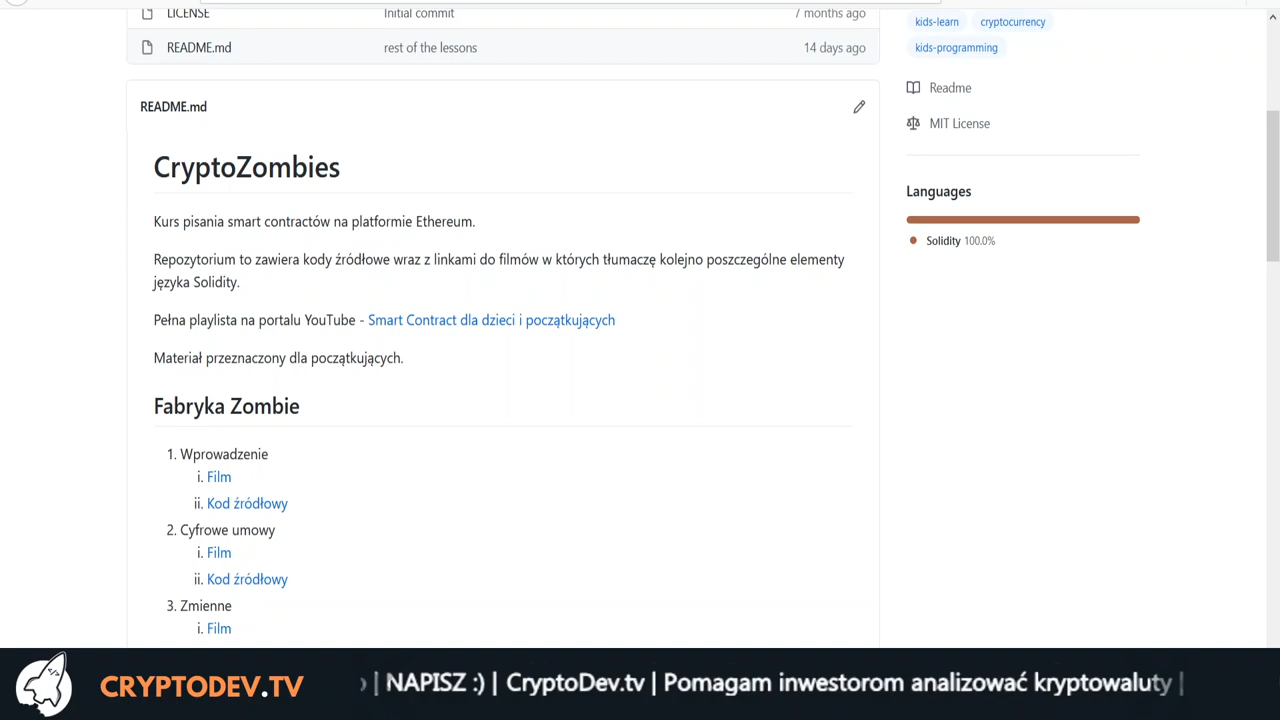 LICENSE Initial commit 7 months ago
README.md rest of the lessons 14 days ago
kids-learn cryptocurrency
kids-programming
Readme
MIT License
Languages
Solidity 100.0%
README.md
CryptoZombies
Kurs pisania smart contractów na platformie Ethereum.
Repozytorium to zawiera kody źródłowe wraz z linkami do filmów w których tłumaczę kolejno poszczególne elementy
języka Solidity.
Pełna playlista na portalu YouTube - Smart Contract dla dzieci i początkujących
Materiał przeznaczony dla początkujących.
Fabryka Zombie
1. Wprowadzenie
i. Film
ii. Kod źródłowy
2. Cyfrowe umowy
i. Film
ii. Kod źródłowy
3. Zmienne
i. Film
CRYPTODEV.TV
| NAPISZ :) | CryptoDev.tv | Pomagam inwestorom analizować kryptowaluty |